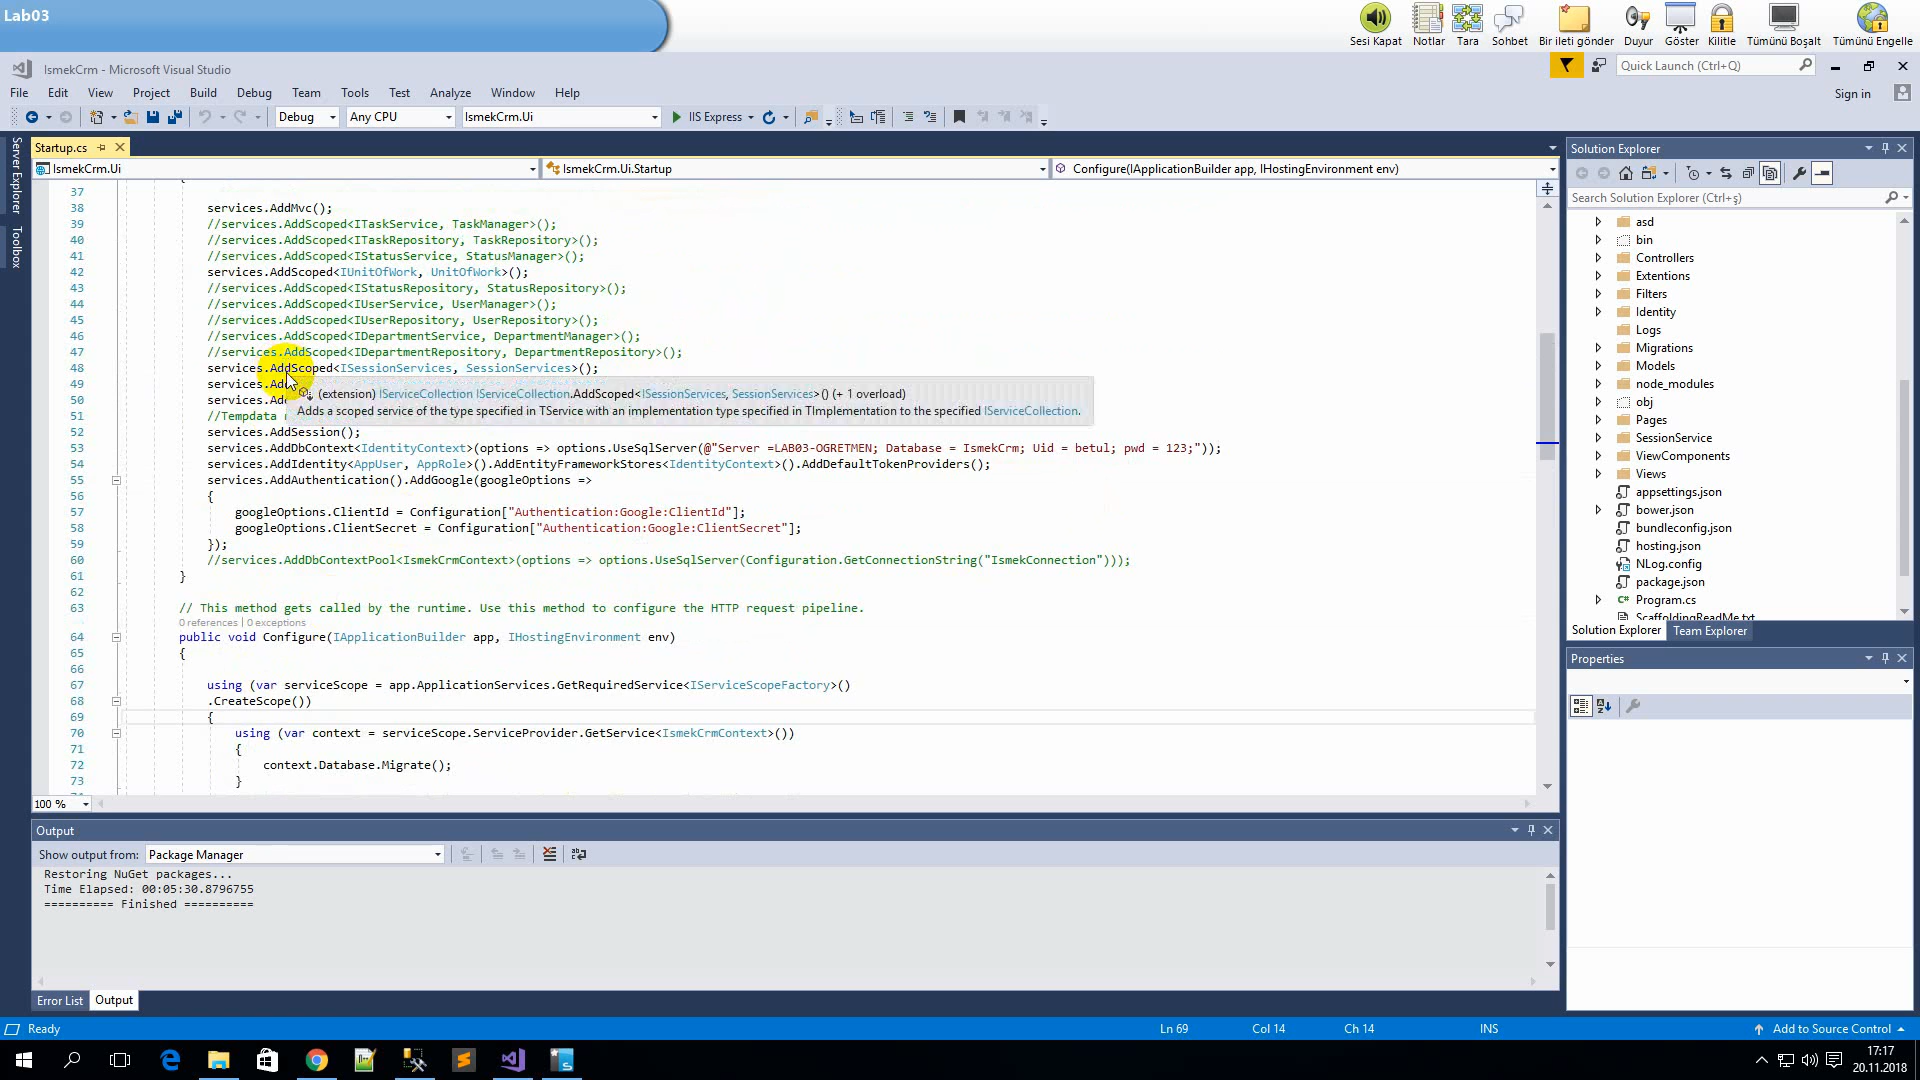 Lab03
Sesi Kapat
Notlar
Tara
Sohbet
Bir ileti gönder
Duyur
Göster
Kilitle
Tümünü Boşalt
Tümünü Engelle
IsmekCrm - Microsoft Visual Studio
Quick Launch (Ctrl+Q)
File Edit View Project Build Debug Team Tools Test Analyze Window Help
Sign in
Debug Any CPU IsmekCrm.Ui IIS Express
Server Explorer
Toolbox
Startup.cs
IsmekCrm.Ui
IsmekCrm.Ui.Startup
Configure(IApplicationBuilder app, IHostingEnvironment env)
37
38 services.AddMvc();
39 //services.AddScoped<ITaskService, TaskManager>();
40 //services.AddScoped<ITaskRepository, TaskRepository>();
41 //services.AddScoped<IStatusService, StatusManager>();
42 services.AddScoped<IUnitOfWork, UnitOfWork>();
43 //services.AddScoped<IStatusRepository, StatusRepository>();
44 //services.AddScoped<IUserService, UserManager>();
45 //services.AddScoped<IUserRepository, UserRepository>();
46 //services.AddScoped<IDepartmentService, DepartmentManager>();
47 //services.AddScoped<IDepartmentRepository, DepartmentRepository>();
48 services.AddScoped<ISessionServices, SessionServices>();
49 services.Ad
(extension) IServiceCollection IServiceCollection.AddScoped<ISessionServices, SessionServices>() (+ 1 overload)
50 services.Ad
Adds a scoped service of the type specified in TService with an implementation type specified in TImplementation to the specified IServiceCollection.
51 //Tempdata
52 services.AddSession();
53 services.AddDbContext<IdentityContext>(options => options.UseSqlServer(@"Server =LAB03-OGRETMEN; Database = IsmekCrm; Uid = betul; pwd = 123;"));
54 services.AddIdentity<AppUser, AppRole>().AddEntityFrameworkStores<IdentityContext>().AddDefaultTokenProviders();
55 services.AddAuthentication().AddGoogle(googleOptions =>
56 {
57 googleOptions.ClientId = Configuration["Authentication:Google:ClientId"];
58 googleOptions.ClientSecret = Configuration["Authentication:Google:ClientSecret"];
59 });
60 //services.AddDbContextPool<IsmekCrmContext>(options => options.UseSqlServer(Configuration.GetConnectionString("IsmekConnection")));
61 }
62
63 // This method gets called by the runtime. Use this method to configure the HTTP request pipeline.
0 references | 0 exceptions
64 public void Configure(IApplicationBuilder app, IHostingEnvironment env)
65 {
66
67 using (var serviceScope = app.ApplicationServices.GetRequiredService<IServiceScopeFactory>()
68 .CreateScope())
69 {
70 using (var context = serviceScope.ServiceProvider.GetService<IsmekCrmContext>())
71 {
72 context.Database.Migrate();
73 }
100 %
Solution Explorer
Search Solution Explorer (Ctrl+ş)
asd
bin
Controllers
Extentions
Filters
Identity
Logs
Migrations
Models
node_modules
obj
Pages
SessionService
ViewComponents
Views
appsettings.json
bower.json
bundleconfig.json
hosting.json
NLog.config
package.json
Program.cs
ScaffoldingReadMe.txt
Solution Explorer
Team Explorer
Properties
Output
Show output from: Package Manager
Restoring NuGet packages...
Time Elapsed: 00:05:30.8796755
========== Finished ==========
Error List
Output
Ready
Ln 69
Col 14
Ch 14
INS
Add to Source Control
17:17
20.11.2018